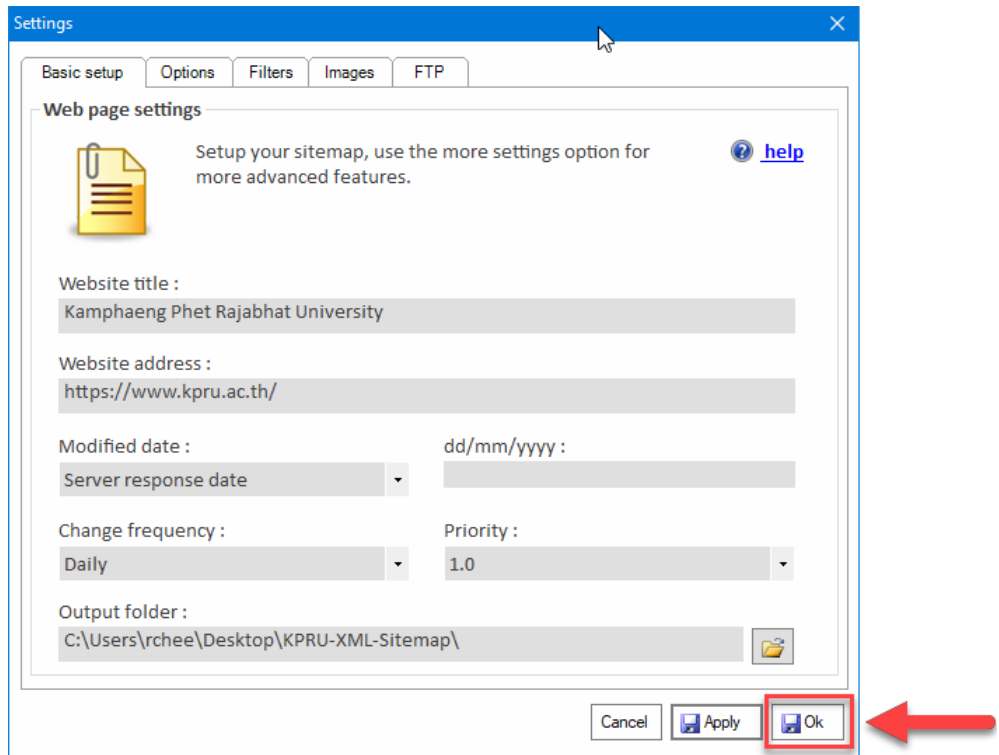 Settings
Basic setup Options Filters Images FTP
Web page settings
Setup your sitemap, use the more settings option for
more advanced features.
help
Website title :
Kamphaeng Phet Rajabhat University
Website address :
https://www.kpru.ac.th/
Modified date : dd/mm/yyyy :
Server response date
Change frequency : Priority :
Daily 1.0
Output folder :
C:\Users\rchee\Desktop\KPRU-XML-Sitemap\
Cancel Apply Ok